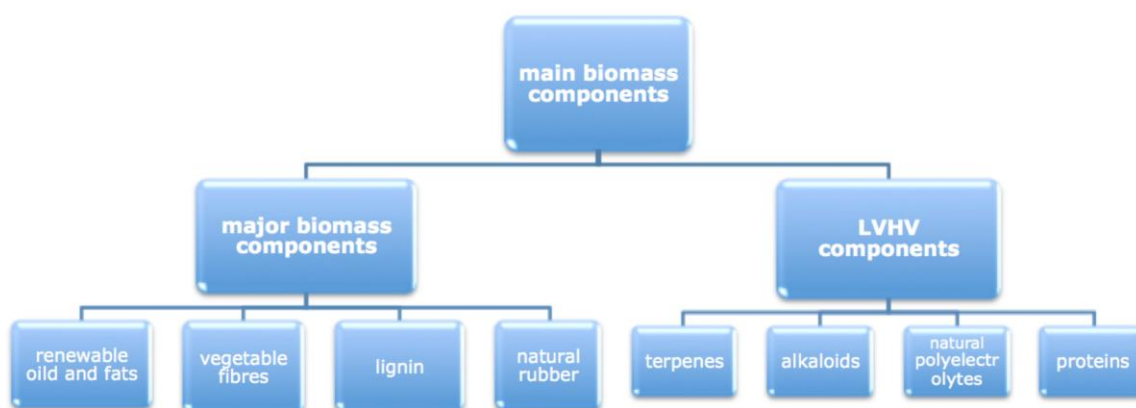 main biomass
components
major biomass
components
LVHV
components
renewable
oild and fats
vegetable
fibres
lignin
natural
rubber
terpenes
alkaloids
natural
polyelectr
olytes
proteins